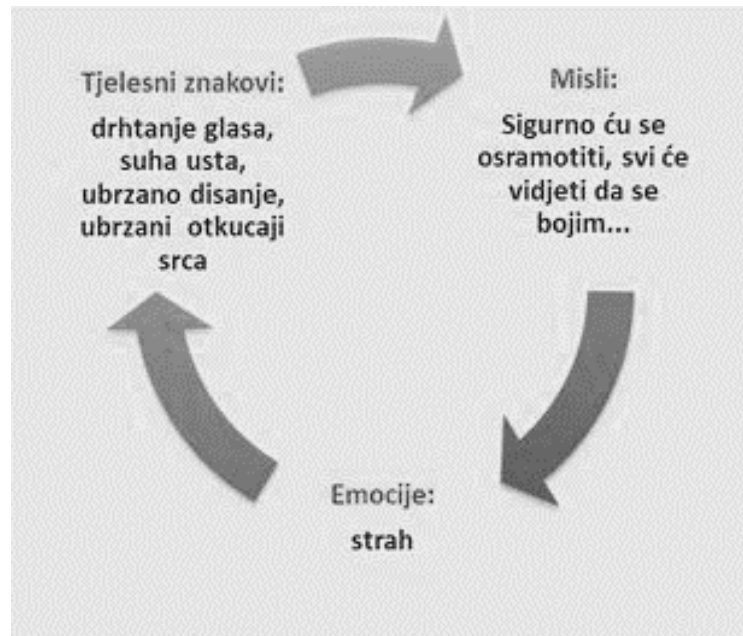 Tjelesni znakovi:
drhtanje glasa,
suha usta,
ubrzano disanje,
ubrzani otkucaji
srca
Misli:
Sigurno ću se
osramotiti, svi će
vidjeti da se
bojim...
Emocije:
strah